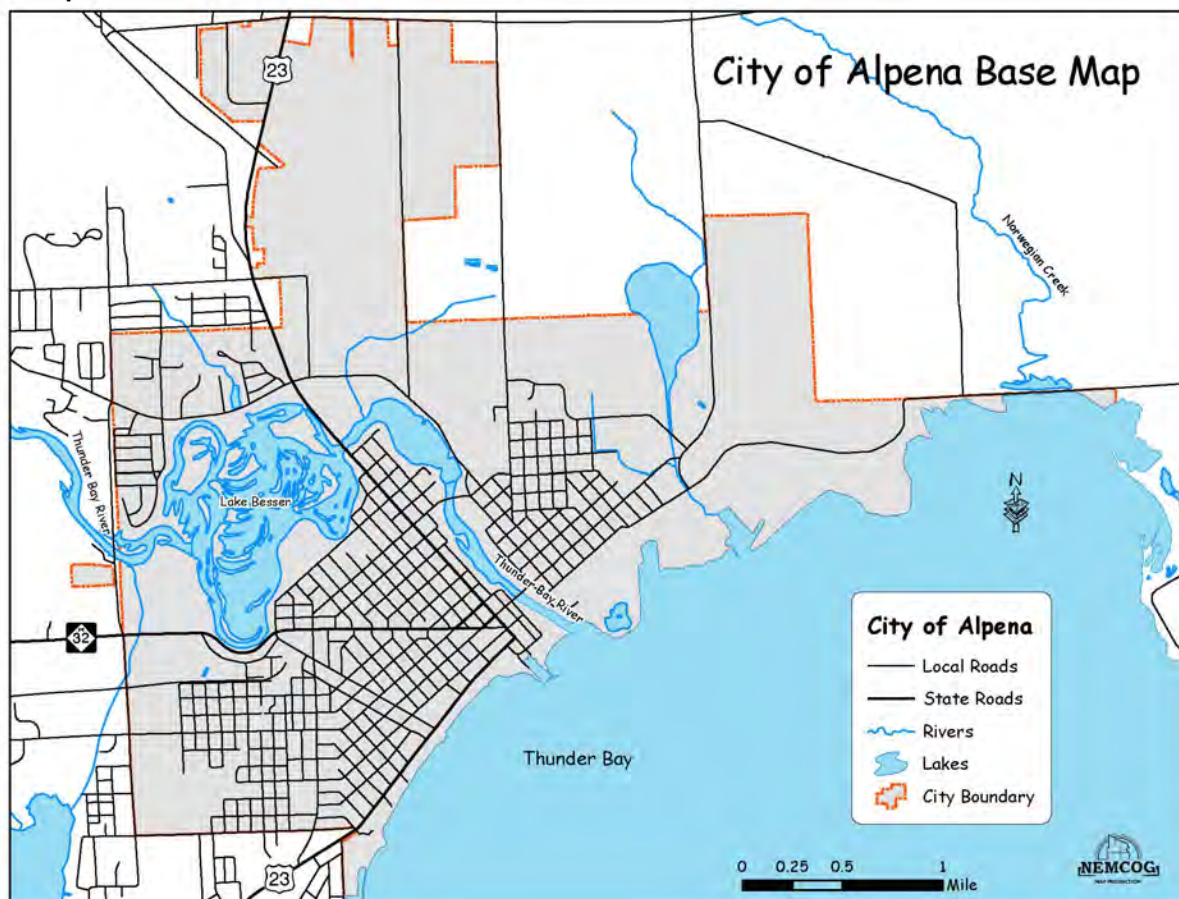 City of Alpena Base Map
23
Norwegian Creek
Thunder Bay River
Lake Besser
Thunder Bay River
32
N
City of Alpena
Local Roads
State Roads
Rivers
Lakes
City Boundary
Thunder Bay
23
0 0.25 0.5 1
Mile
NEMCOG
MAP PRODUCTION